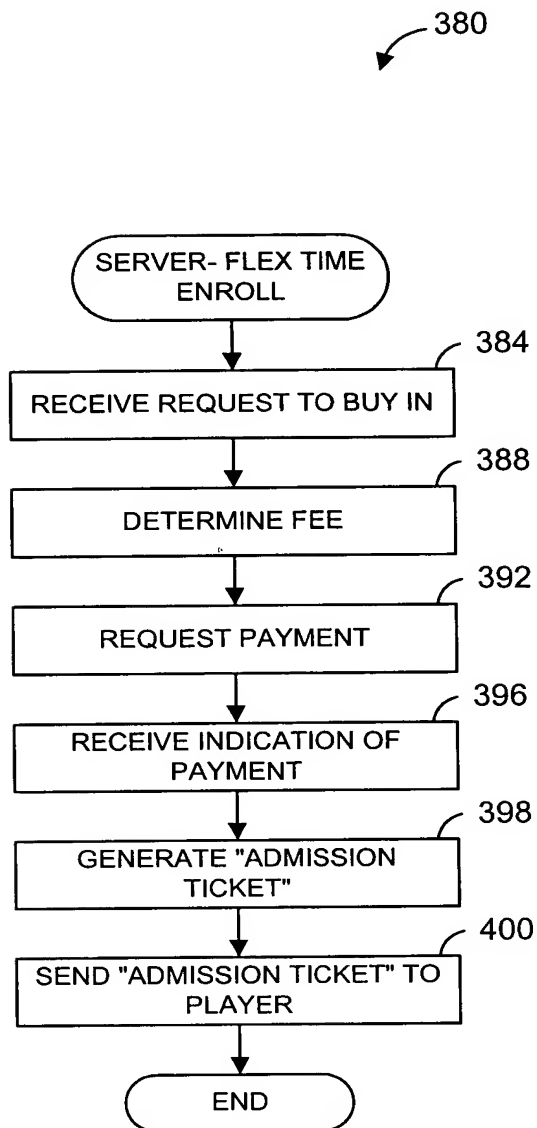 380
SERVER- FLEX TIME
ENROLL
384
RECEIVE REQUEST TO BUY IN
388
DETERMINE FEE
392
REQUEST PAYMENT
396
RECEIVE INDICATION OF
PAYMENT
398
GENERATE "ADMISSION
TICKET"
400
SEND "ADMISSION TICKET" TO
PLAYER
END